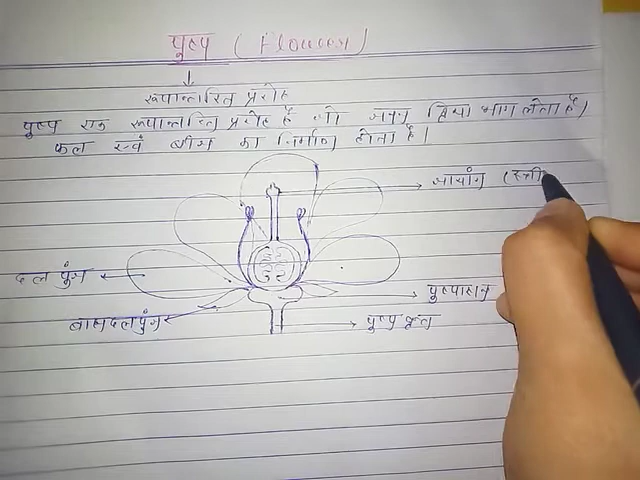 पुष्प (Flower)
रूपान्तरित प्ररोह
पुष्प एक रूपान्तरित प्ररोह है जो जनन क्रिया भाग लेता है।
फल एवं बीज का निर्माण होता है।
जायांग (स्त्री
दल पुंज
पुष्पासन
बाह्यदलपुंज
पुष्प वृन्त